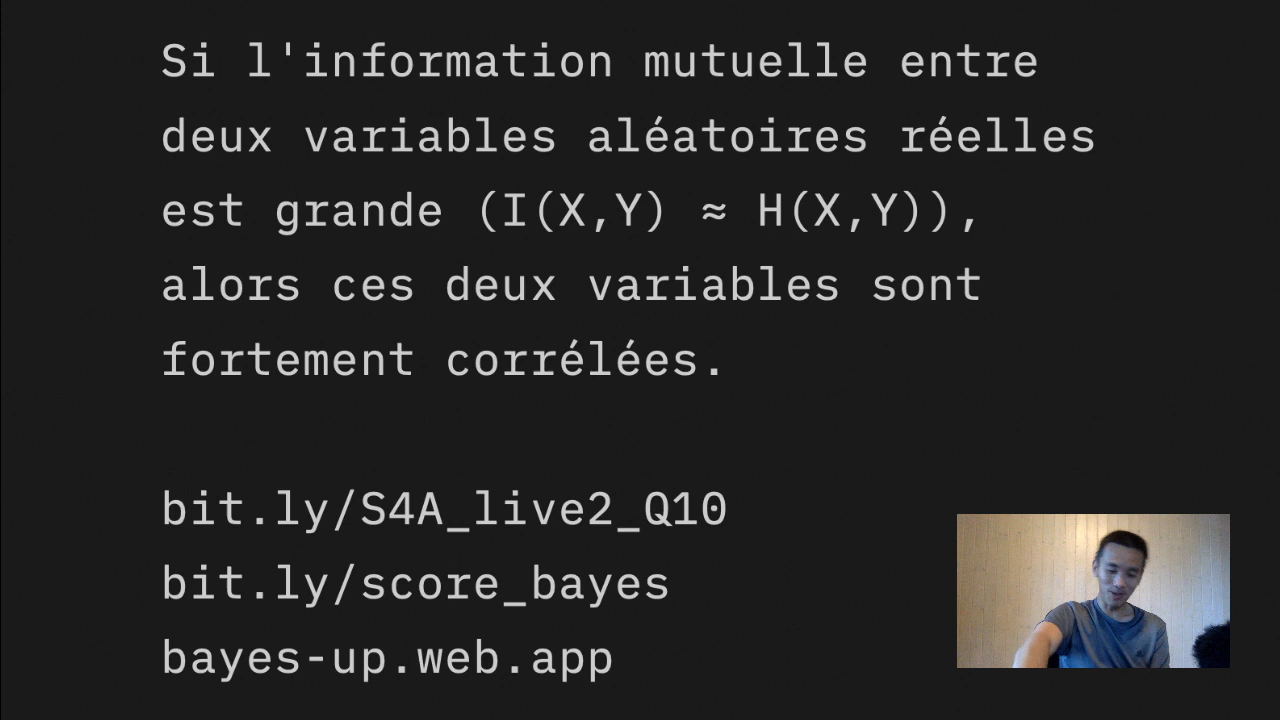 Si l'information mutuelle entre
deux variables aléatoires réelles
est grande (I(X,Y) ≈ H(X,Y)),
alors ces deux variables sont
fortement corrélées.
bit.ly/S4A_live2_Q10
bit.ly/score_bayes
bayes-up.web.app